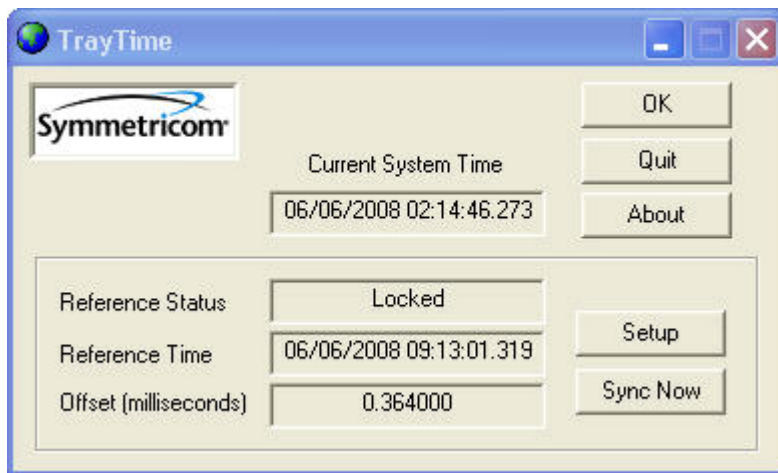 TrayTime
Symmetricom
OK
Current System Time
Quit
06/06/2008 02:14:46.273
About
Reference Status
Locked
Reference Time
06/06/2008 09:13:01.319
Setup
Offset (milliseconds)
0.364000
Sync Now